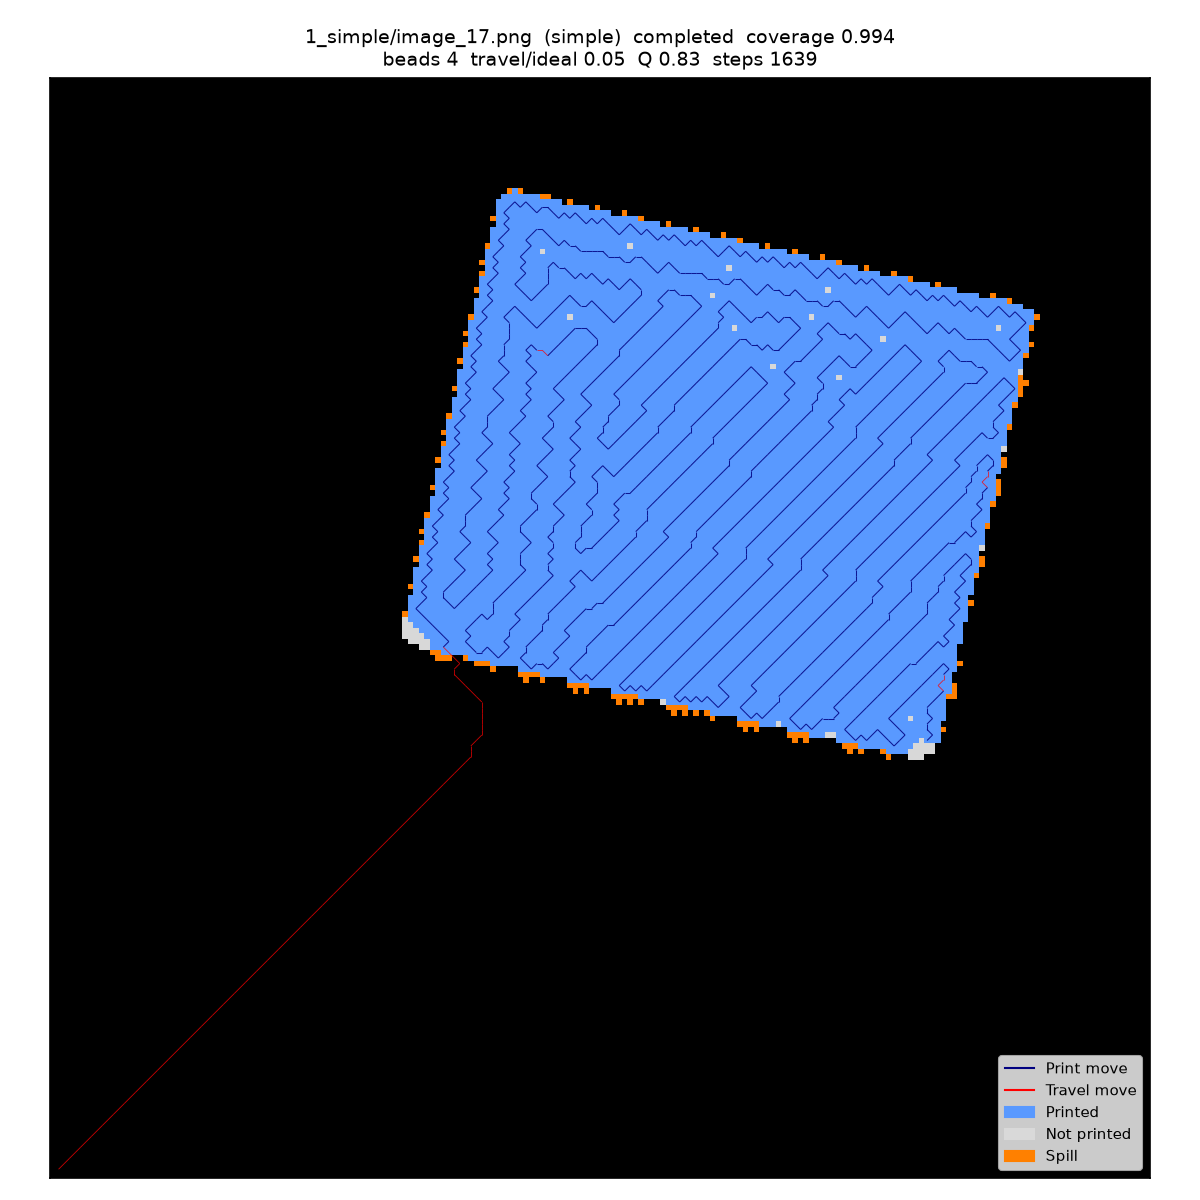 1_simple/image_17.png  (simple)  completed  coverage 0.994
beads 4  travel/ideal 0.05  Q 0.83  steps 1639
Print move
Travel move
Printed
Not printed
Spill